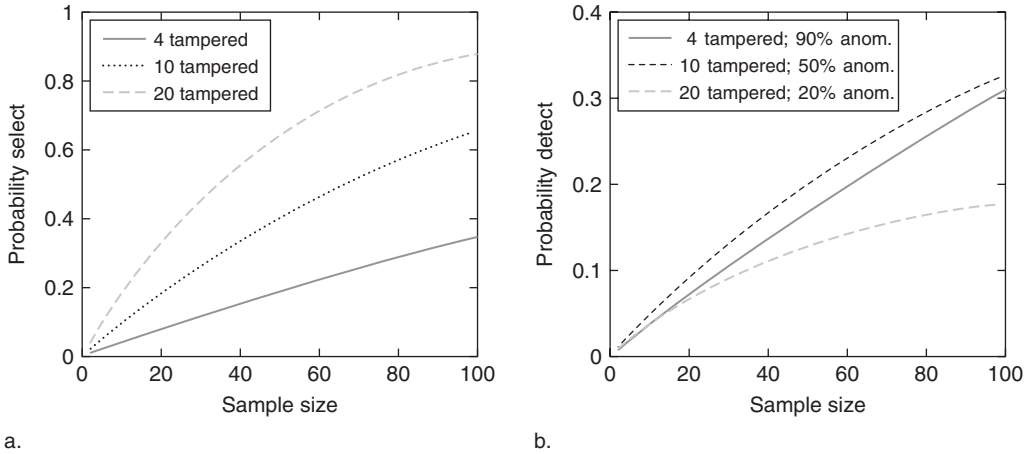 1
0.8
0.6
0.4
0.2
0
Probability select
4 tampered
10 tampered
20 tampered
0 20 40 60 80 100
Sample size
a.
0.4
0.3
0.2
0.1
0
Probability detect
4 tampered; 90% anom.
10 tampered; 50% anom.
20 tampered; 20% anom.
0 20 40 60 80 100
Sample size
b.